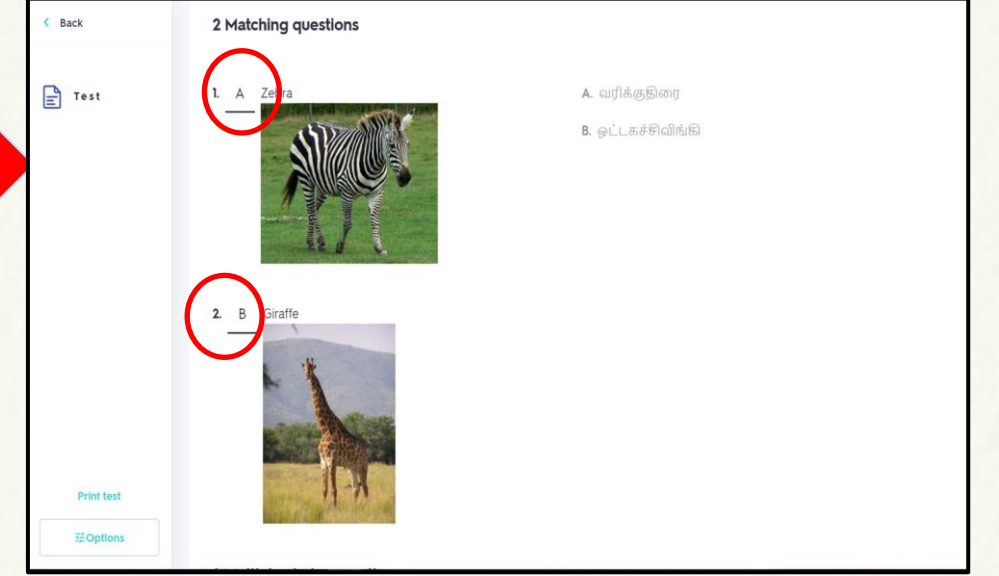 Back
2 Matching questions
Test
1. A Zebra
A. வரிக்குதிரை
B. ஒட்டகச்சிவிங்கி
2. B Giraffe
Print test
Options